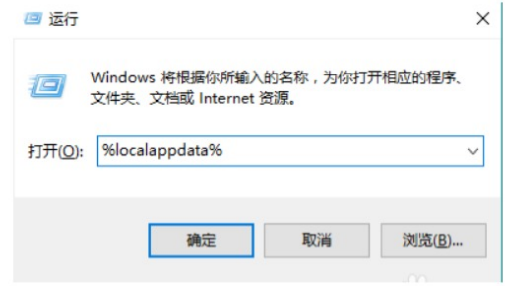 运行
Windows 将根据你所输入的名称，为你打开相应的程序、
文件夹、文档或 Internet 资源。
打开(O): %localappdata%
确定 取消 浏览(B)...